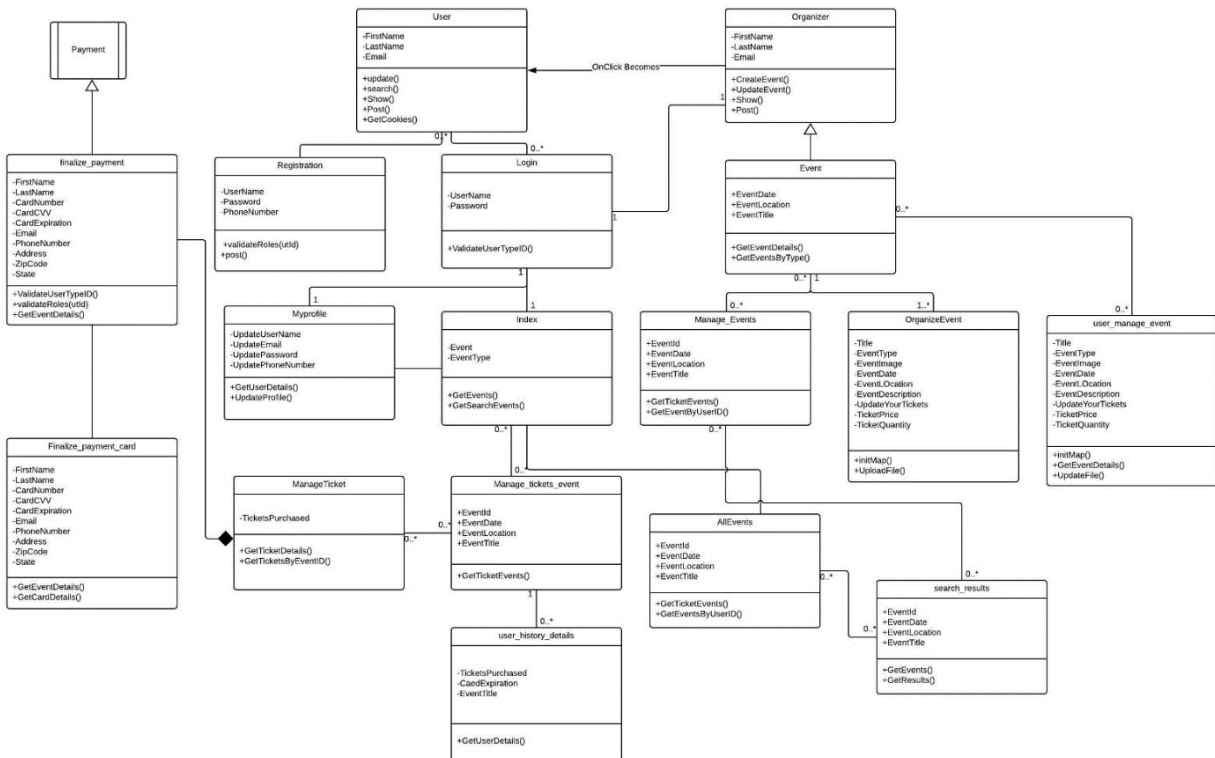 Payment
User
-FirstName
-LastName
-Email
+update()
+search()
+Show()
+Post()
+GetCookies()
OnClick Becomes
Organizer
-FirstName
-LastName
-Email
+CreateEvent()
+UpdateEvent()
+Show()
+Post()
1
0..*
0..*
finalize_payment
-FirstName
-LastName
-CardNumber
-CardCVV
-CardExpiration
-Email
-PhoneNumber
-Address
-ZipCode
-State
+ValidateUserTypeID()
+validateRoles(utId)
+GetEventDetails()
Registration
-UserName
-Password
-PhoneNumber
+validateRoles(utId)
+post()
Login
-UserName
-Password
+ValidateUserTypeID()
1
1
Event
+EventDate
+EventLocation
+EventTitle
+GetEventDetails()
+GetEventsByType()
0..*
0..*
1
1
1
0..*
1..*
0..*
Myprofile
-UpdateUserName
-UpdateEmail
-UpdatePassword
-UpdatePhoneNumber
+GetUserDetails()
+UpdateProfile()
Index
-Event
-EventType
+GetEvents()
+GetSearchEvents()
0..*
0..*
Manage_Events
+EventId
+EventDate
+EventLocation
+EventTitle
+GetTicketEvents()
+GetEventByUserID()
0..*
OrganizeEvent
-Title
-EventType
-EventImage
-EventDate
-EventLOcation
-EventDescription
-UpdateYourTickets
-TicketPrice
-TicketQuantity
+initMap()
+UploadFile()
user_manage_event
-Title
-EventType
-EventImage
-EventDate
-EventLOcation
-EventDescription
-UpdateYourTickets
-TicketPrice
-TicketQuantity
+initMap()
+GetEventDetails()
+UpdateFile()
Finalize_payment_card
-FirstName
-LastName
-CardNumber
-CardCVV
-CardExpiration
-Email
-PhoneNumber
-Address
-ZipCode
-State
+GetEventDetails()
+GetCardDetails()
ManageTicket
-TicketsPurchased
+GetTicketDetails()
+GetTicketsByEventID()
0..*
0..*
Manage_tickets_event
+EventId
+EventDate
+EventLocation
+EventTitle
+GetTicketEvents()
1
0..*
AllEvents
+EventId
+EventDate
+EventLocation
+EventTitle
+GetTicketEvents()
+GetEventsByUserID()
0..*
0..*
0..*
search_results
+EventId
+EventDate
+EventLocation
+EventTitle
+GetEvents()
+GetResults()
user_history_details
-TicketsPurchased
-CaedExpiration
-EventTitle
+GetUserDetails()